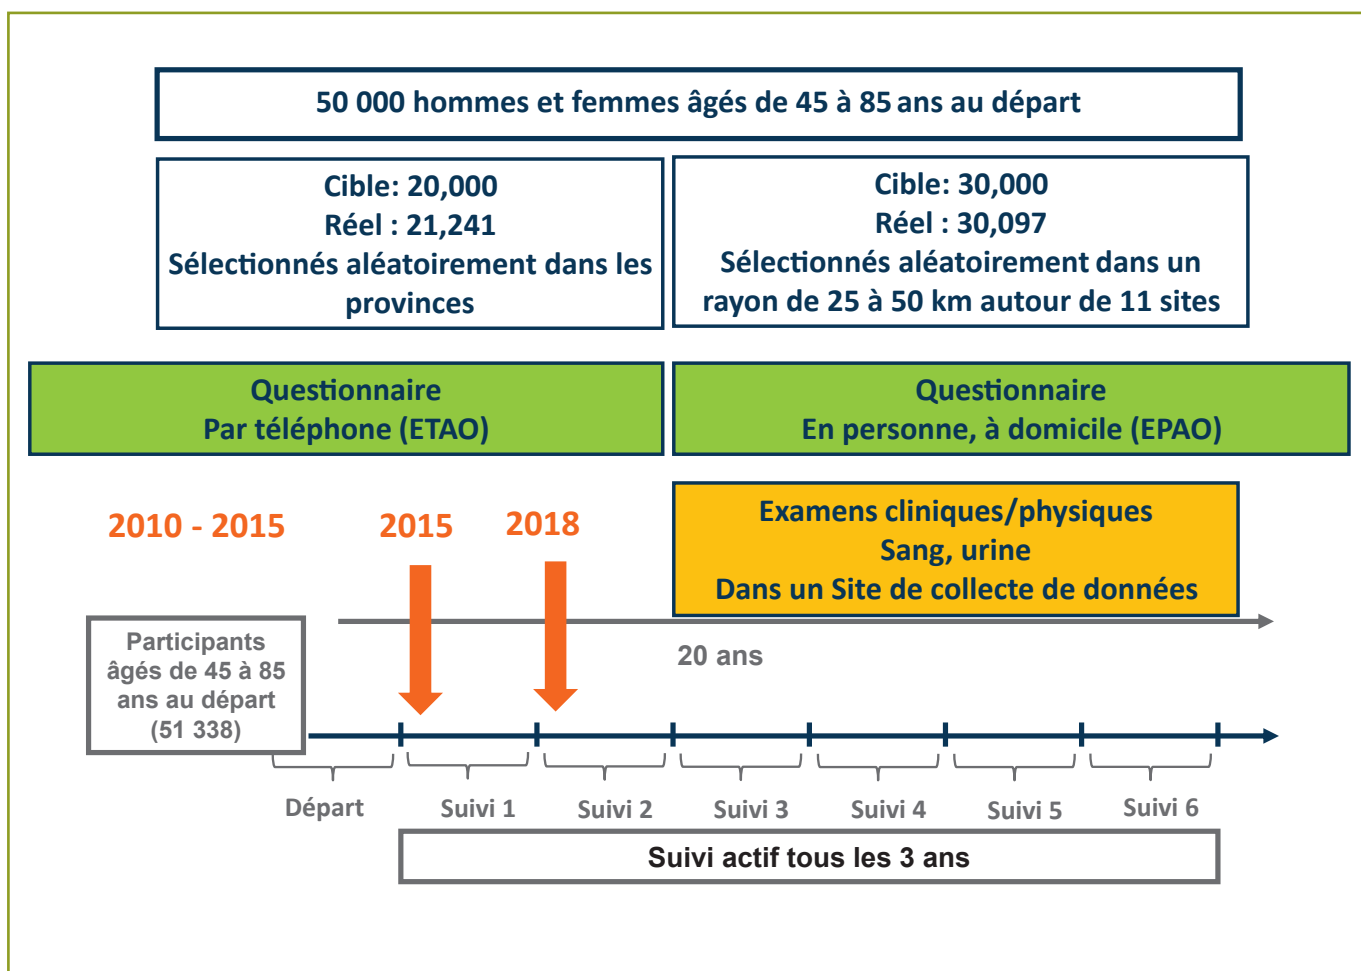 50 000 hommes et femmes âgés de 45 à 85 ans au départ
Cible: 20,000
Réel : 21,241
Sélectionnés aléatoirement dans les
provinces
Cible: 30,000
Réel : 30,097
Sélectionnés aléatoirement dans un
rayon de 25 à 50 km autour de 11 sites
Questionnaire
Par téléphone (ETAO)
Questionnaire
En personne, à domicile (EPAO)
2010 - 2015
2015
2018
Examens cliniques/physiques
Sang, urine
Dans un Site de collecte de données
Participants
âgés de 45 à 85
ans au départ
(51 338)
20 ans
Départ
Suivi 1
Suivi 2
Suivi 3
Suivi 4
Suivi 5
Suivi 6
Suivi actif tous les 3 ans